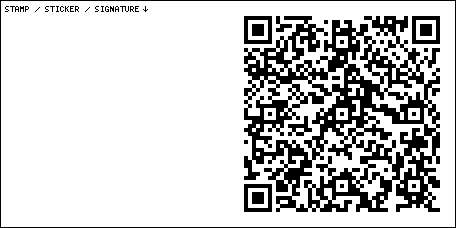 STAMP / STICKER / SIGNATURE ↓